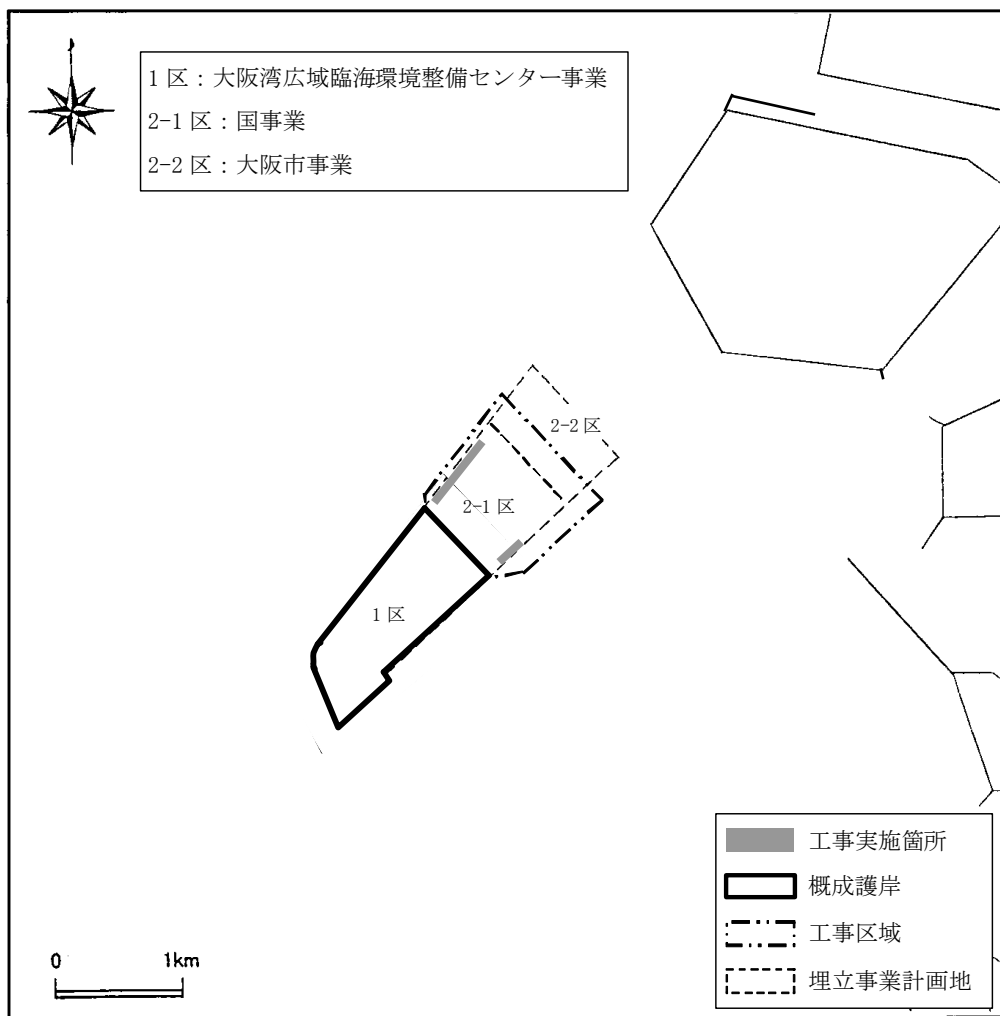 1 区：大阪湾広域臨海環境整備センター事業
2-1 区：国事業
2-2 区：大阪市事業
2-2 区
2-1 区
1 区
工事実施箇所
概成護岸
工事区域
埋立事業計画地
0 1km